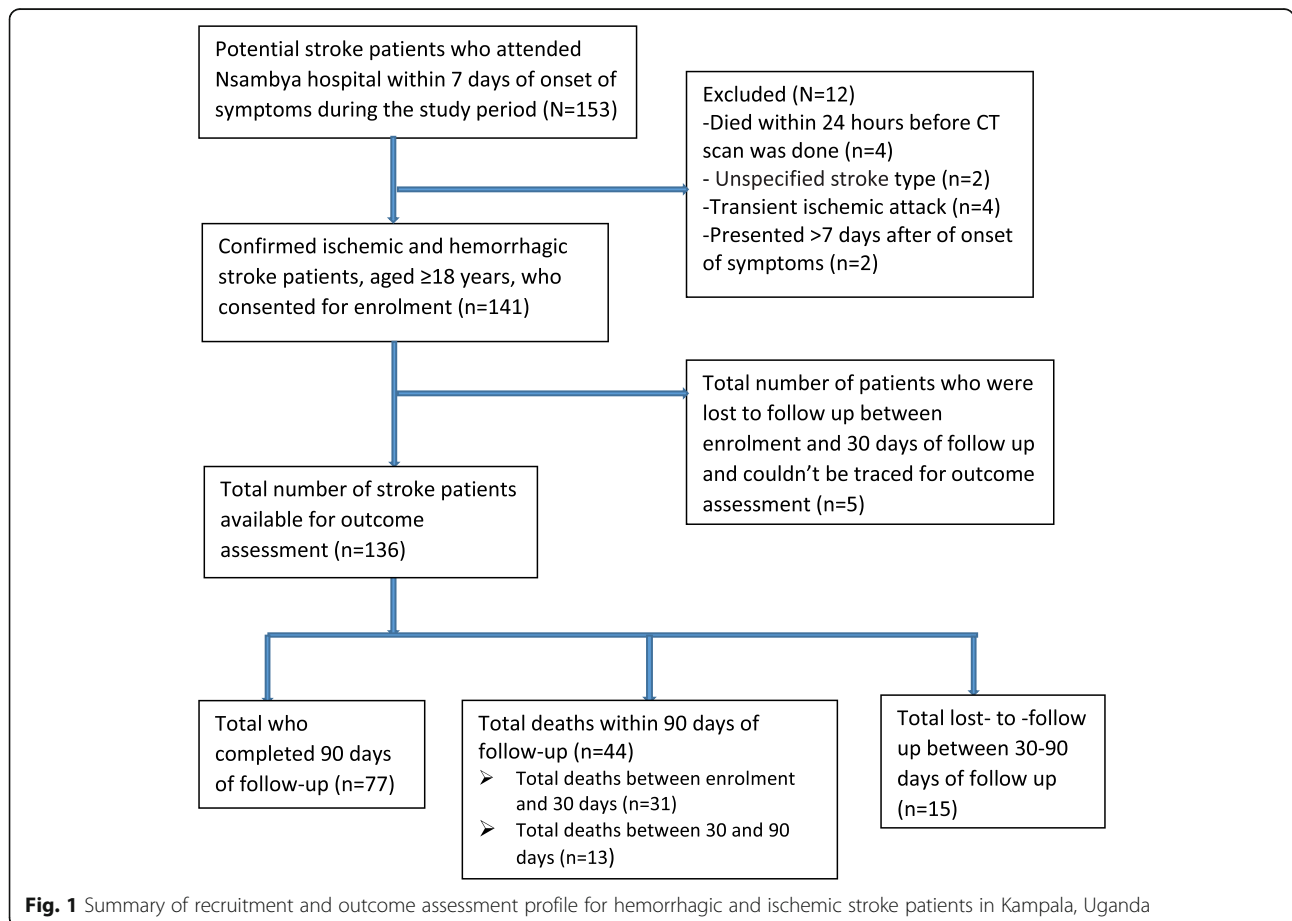 Potential stroke patients who attended
Nsambya hospital within 7 days of onset of
symptoms during the study period (N=153)
Excluded (N=12)
-Died within 24 hours before CT
scan was done (n=4)
- Unspecified stroke type (n=2)
-Transient ischemic attack (n=4)
-Presented >7 days after of onset
of symptoms (n=2)
Confirmed ischemic and hemorrhagic
stroke patients, aged ≥18 years, who
consented for enrolment (n=141)
Total number of patients who were
lost to follow up between
enrolment and 30 days of follow up
and couldn’t be traced for outcome
assessment (n=5)
Total number of stroke patients
available for outcome
assessment (n=136)
Total who
completed 90 days
of follow-up (n=77)
Total deaths within 90 days of
follow-up (n=44)
➢ Total deaths between enrolment
and 30 days (n=31)
➢ Total deaths between 30 and 90
days (n=13)
Total lost- to -follow
up between 30-90
days of follow up
(n=15)
Fig. 1 Summary of recruitment and outcome assessment profile for hemorrhagic and ischemic stroke patients in Kampala, Uganda